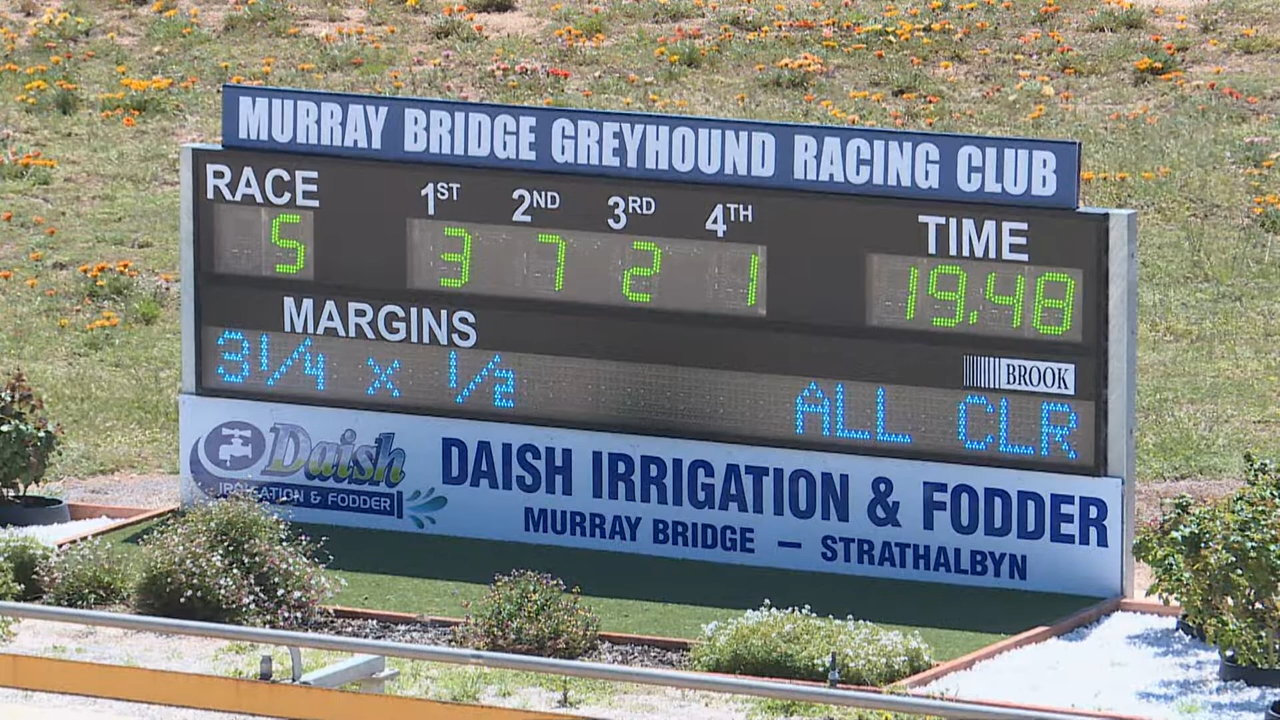 MURRAY BRIDGE GREYHOUND RACING CLUB
RACE 1ST 2ND 3RD 4TH TIME
5 3 7 2 1 19.48
MARGINS
BROOK
3 1/4 x 1/2 ALL CLR
Daish
IRRIGATION & FODDER
DAISH IRRIGATION & FODDER
MURRAY BRIDGE – STRATHALBYN